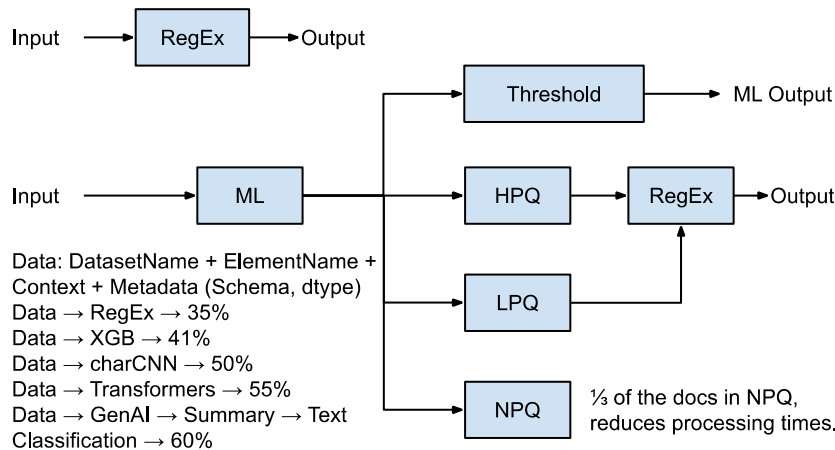 Input
RegEx
Output
Threshold
ML Output
Input
ML
HPQ
RegEx
Output
Data: DatasetName + ElementName +
Context + Metadata (Schema, dtype)
Data → RegEx → 35%
Data → XGB → 41%
Data → charCNN → 50%
Data → Transformers → 55%
Data → GenAI → Summary → Text
Classification → 60%
LPQ
NPQ
⅓ of the docs in NPQ,
reduces processing times.